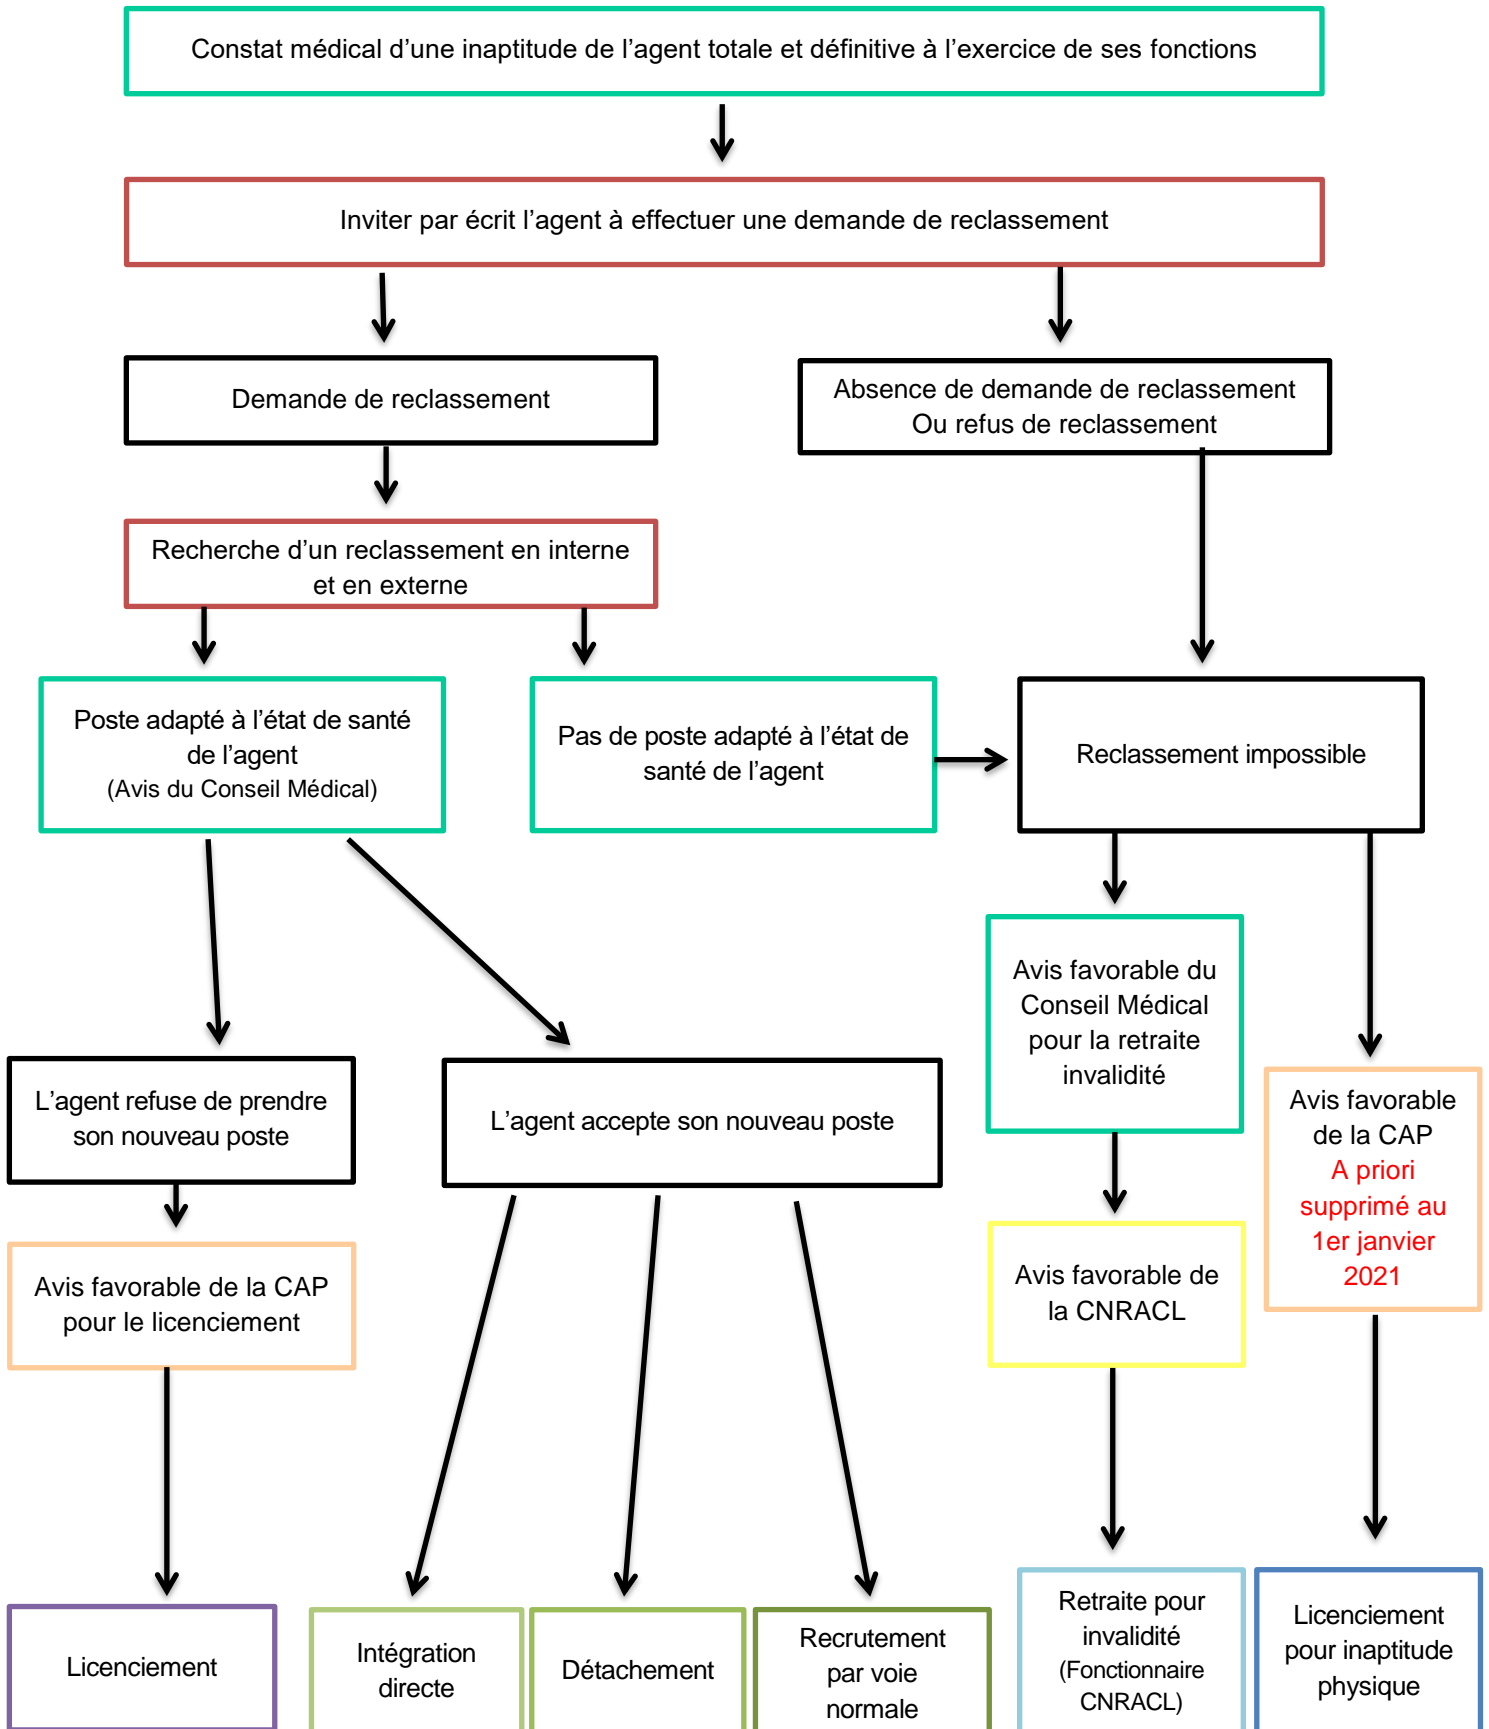 Constat médical d’une inaptitude de l’agent totale et définitive à l’exercice de ses fonctions
Inviter par écrit l’agent à effectuer une demande de reclassement
Demande de reclassement
Absence de demande de reclassement
Ou refus de reclassement
Recherche d’un reclassement en interne
et en externe
Poste adapté à l’état de santé
de l’agent
(Avis du Conseil Médical)
Pas de poste adapté à l’état de
santé de l’agent
Reclassement impossible
Avis favorable du
Conseil Médical
pour la retraite
invalidité
L’agent refuse de prendre
son nouveau poste
L’agent accepte son nouveau poste
Avis favorable
de la CAP
A priori
supprimé au
1er janvier
2021
Avis favorable de la CAP
pour le licenciement
Avis favorable de
la CNRACL
Licenciement
Intégration
directe
Détachement
Recrutement
par voie
normale
Retraite pour
invalidité
(Fonctionnaire
CNRACL)
Licenciement
pour inaptitude
physique